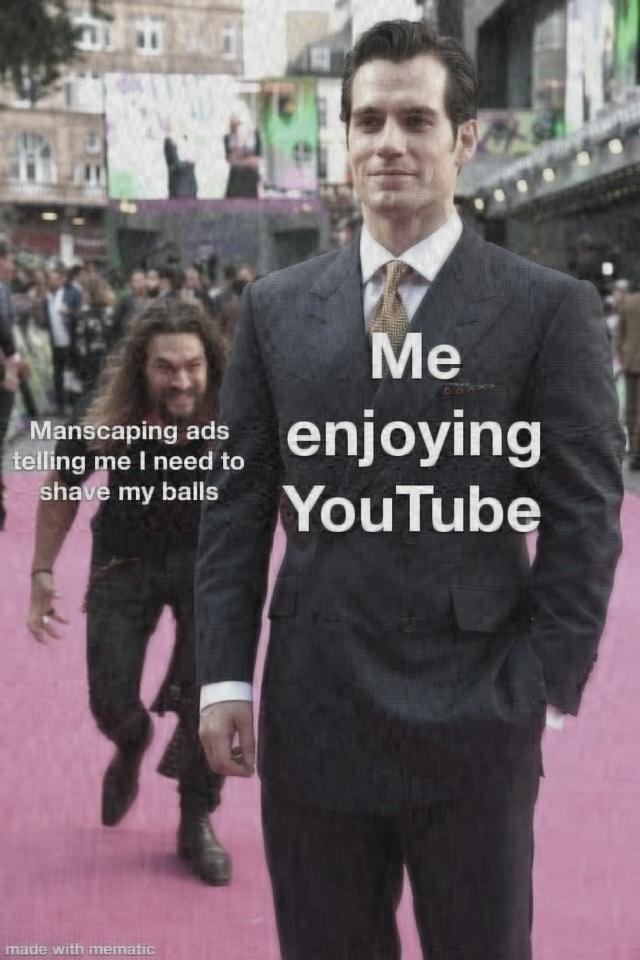 Me
enjoying
YouTube
Manscaping ads
telling me I need to
shave my balls
made with mematic